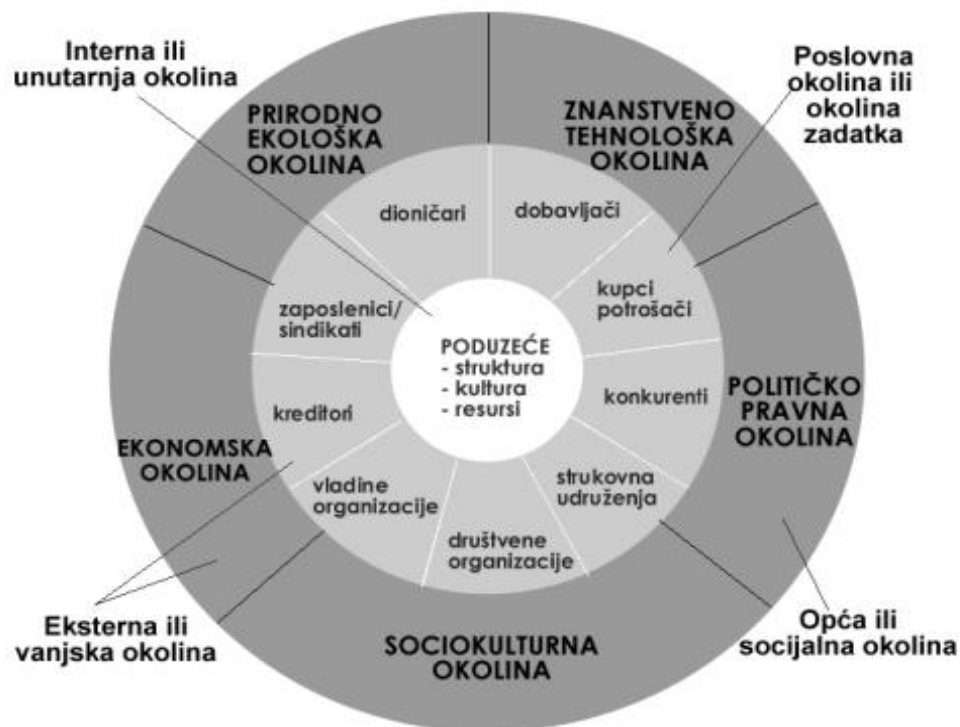 Interna ili
unutarnja okolina
Poslovna
okolina ili
okolina
zadatka
PRIRODNO
EKOLOŠKA
OKOLINA
ZNANSTVENO
TEHNOLOŠKA
OKOLINA
dioničari
dobavljači
zaposlenici/
sindikati
kupci
potrošači
PODUZEĆE
- struktura
- kultura
- resursi
kreditori
konkurenti
POLITIČKO
PRAVNA
OKOLINA
EKONOMSKA
OKOLINA
vladine
organizacije
strukovna
udruženja
društvene
organizacije
Eksterna ili
vanjska okolina
SOCIOKULTURNA
OKOLINA
Opća ili
socijalna okolina